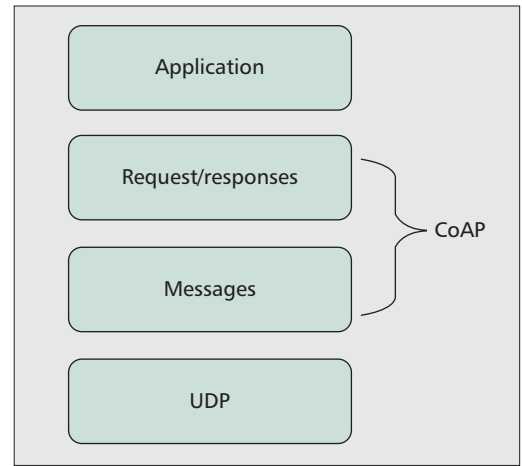 Application
Request/responses
CoAP
Messages
UDP